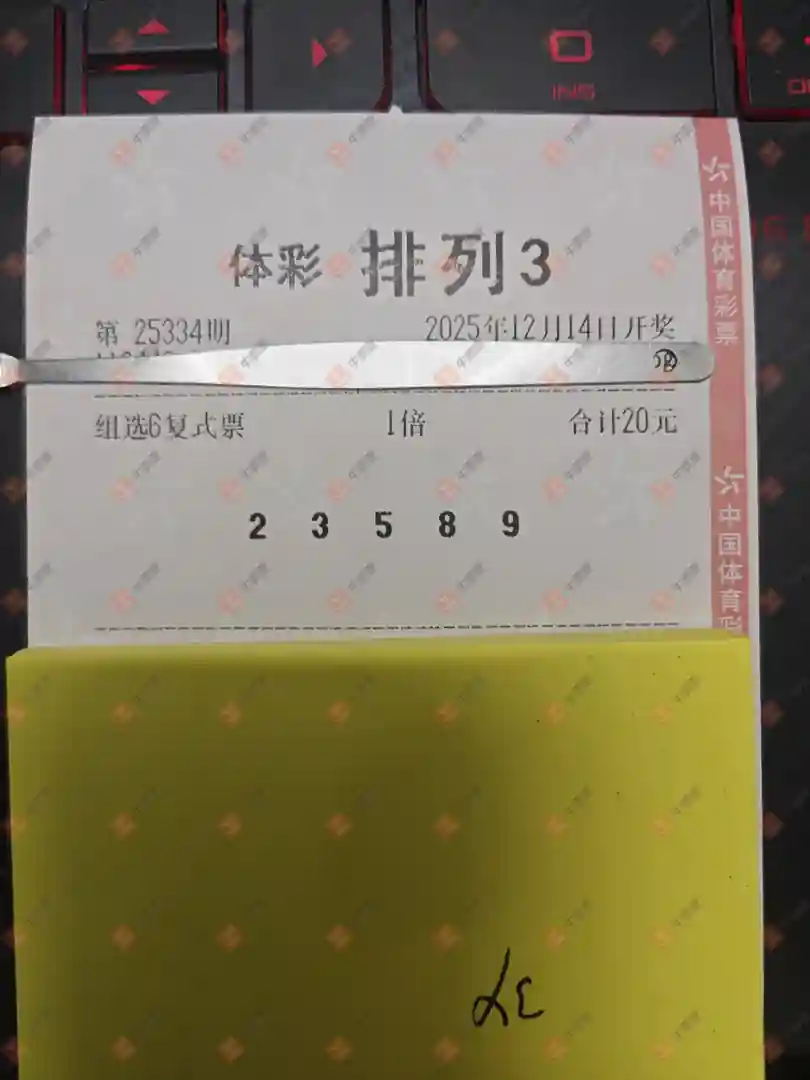 INS
体彩 排列3
第 25334期 2025年12月14日开奖
组选6复式票 1倍 合计20元
2 3 5 8 9
中国体育彩票
中国体育彩